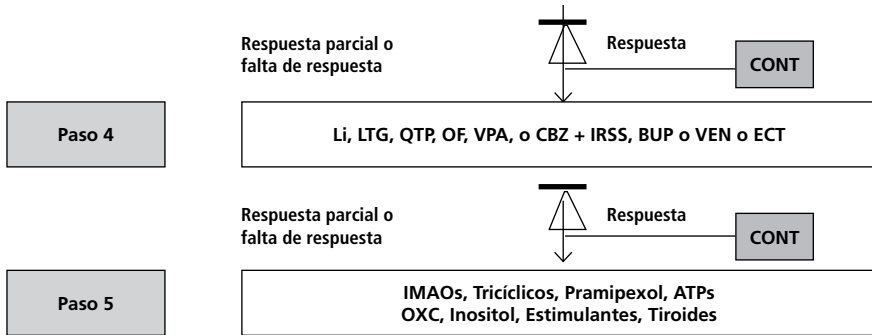 Respuesta parcial o
falta de respuesta
Respuesta
CONT
Paso 4
Li, LTG, QTP, OF, VPA, o CBZ + IRSS, BUP o VEN o ECT
Respuesta parcial o
falta de respuesta
Respuesta
CONT
Paso 5
IMAOs, Tricíclicos, Pramipexol, ATPs
OXC, Inositol, Estimulantes, Tiroides